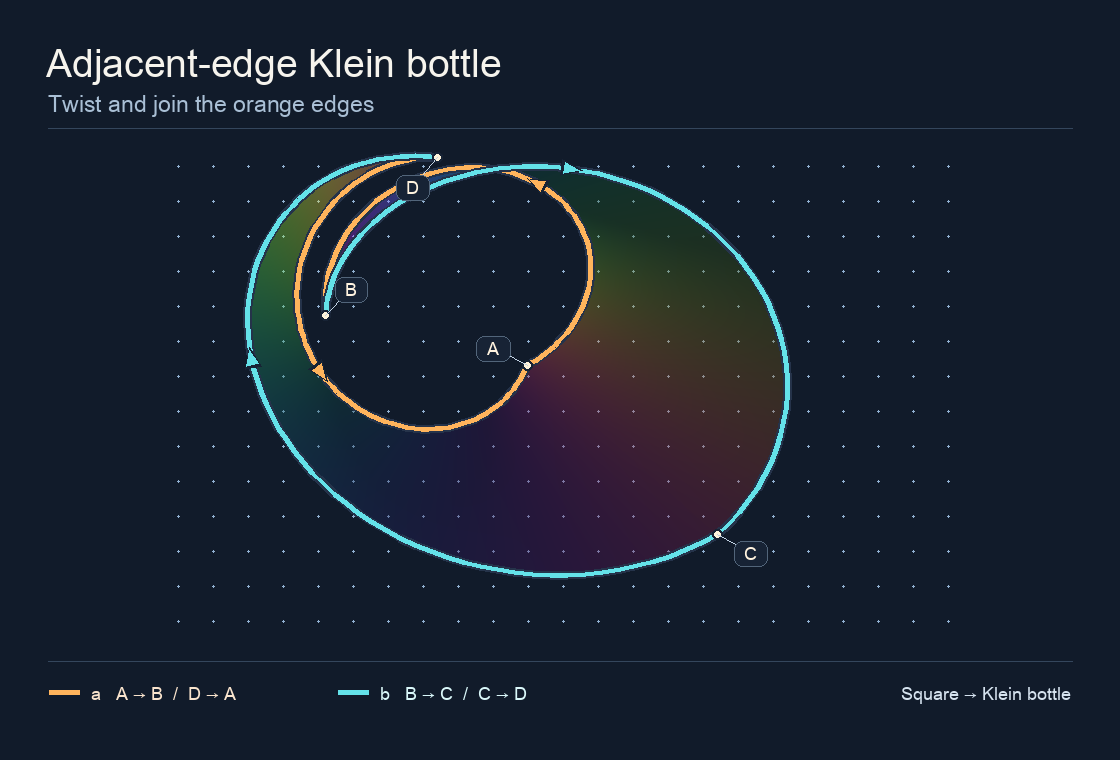 Adjacent-edge Klein bottle
Twist and join the orange edges
D
B
A
C
a A→B / D→A
b B→C / C→D
Square→Klein bottle